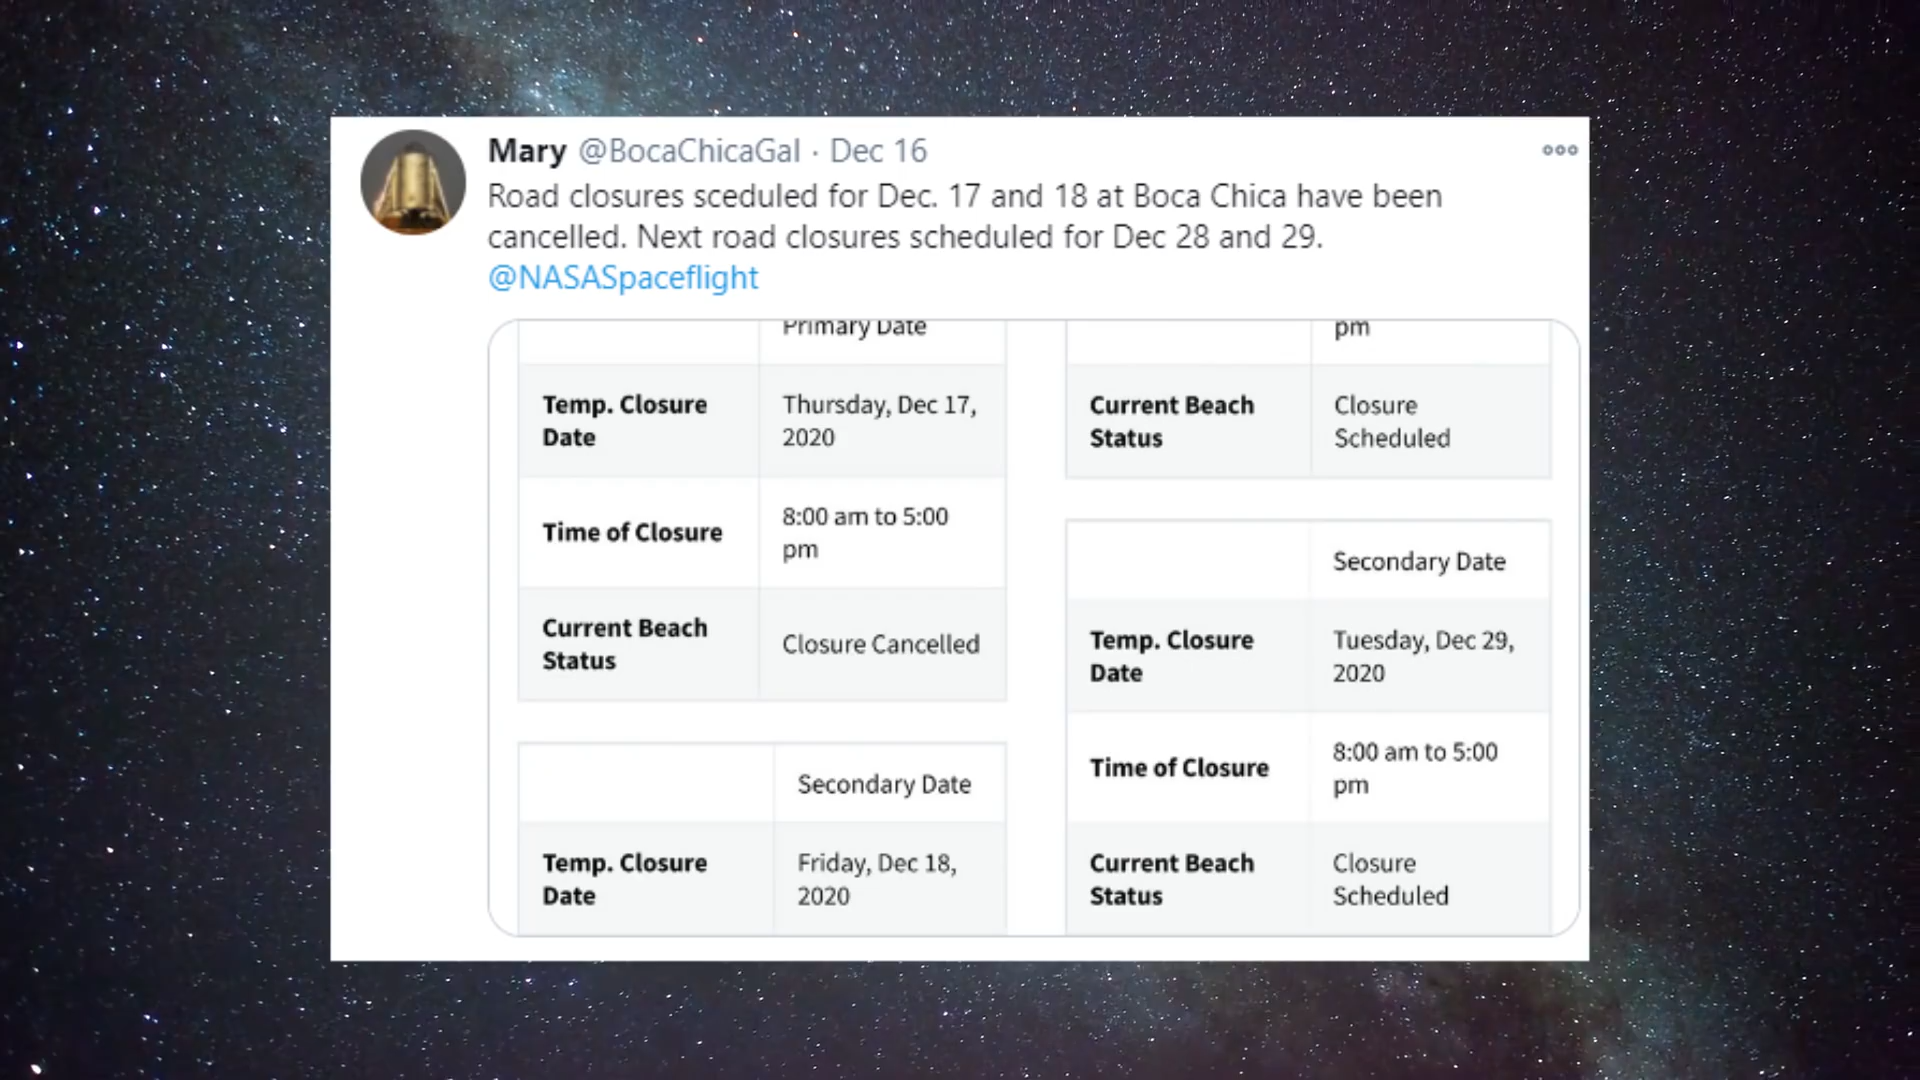 Mary @BocaChicaGal · Dec 16
Road closures sceduled for Dec. 17 and 18 at Boca Chica have been
cancelled. Next road closures scheduled for Dec 28 and 29.
@NASASpaceflight
Primary Date
Temp. Closure
Date
Thursday, Dec 17,
2020
Time of Closure
8:00 am to 5:00
pm
Current Beach
Status
Closure Cancelled
Secondary Date
Temp. Closure
Date
Friday, Dec 18,
2020
pm
Current Beach
Status
Closure
Scheduled
Secondary Date
Temp. Closure
Date
Tuesday, Dec 29,
2020
Time of Closure
8:00 am to 5:00
pm
Current Beach
Status
Closure
Scheduled